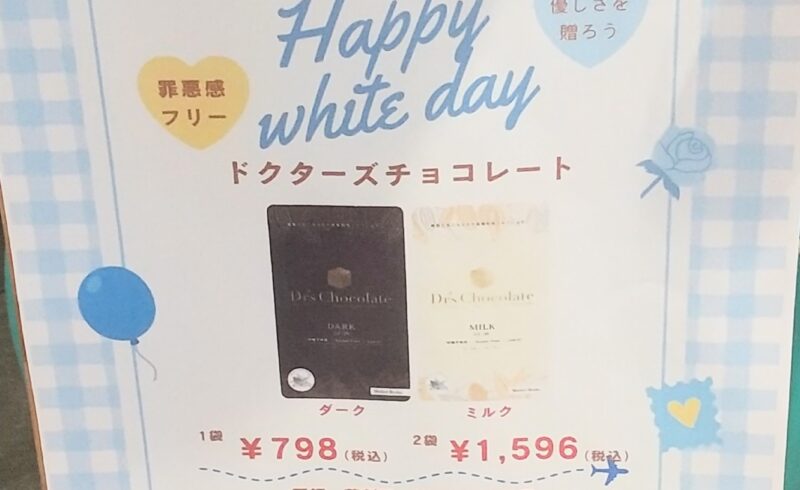 Happy
white day
優しさを
贈ろう
罪悪感
フリー
ドクターズチョコレート
Dr's Chocolate
DARK
Dr's Chocolate
MILK
ダーク
ミルク
1袋 ¥798(税込)
2袋 ¥1,596(税込)